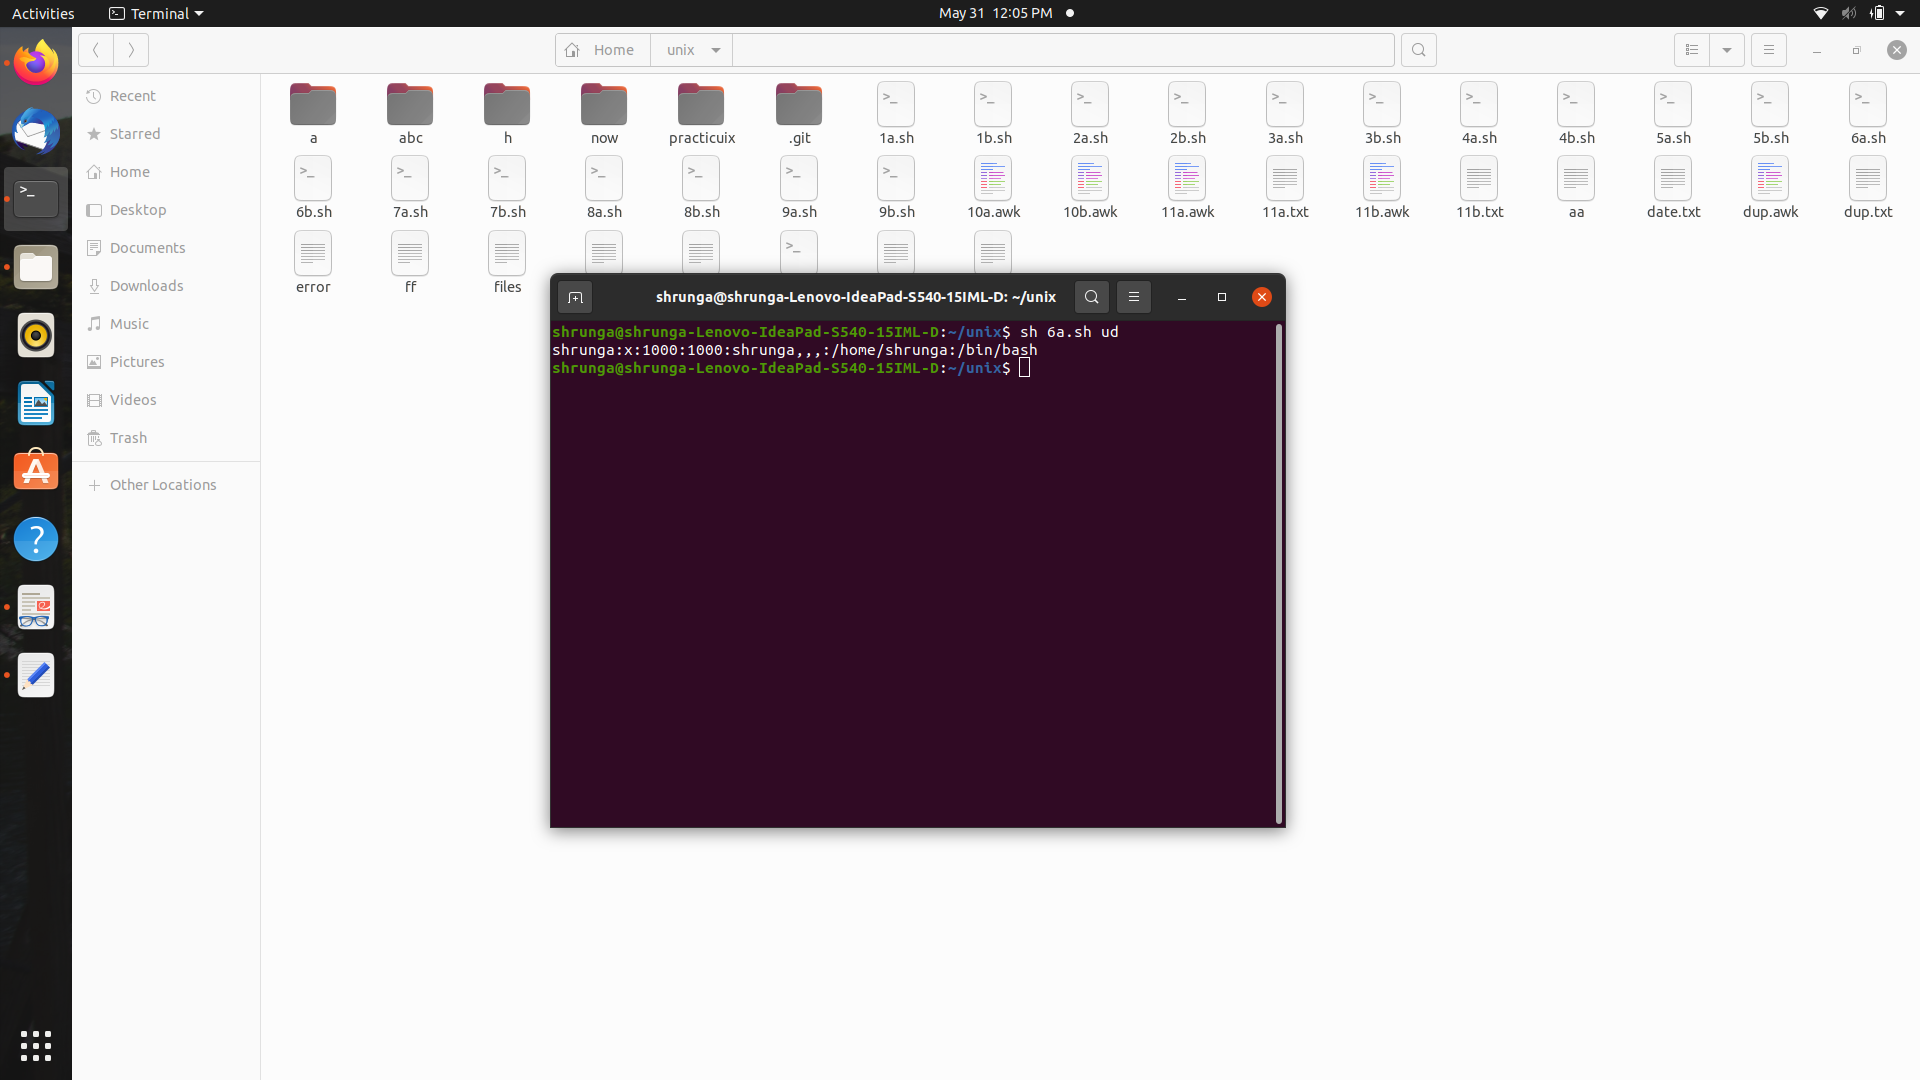 Activities Terminal May 31 12:05 PM
Home unix
Recent
Starred
Home
Desktop
Documents
Downloads
Music
Pictures
Videos
Trash
Other Locations
a abc h now practicuix .git 1a.sh 1b.sh 2a.sh 2b.sh 3a.sh 3b.sh 4a.sh 4b.sh 5a.sh 5b.sh 6a.sh
6b.sh 7a.sh 7b.sh 8a.sh 8b.sh 9a.sh 9b.sh 10a.awk 10b.awk 11a.awk 11a.txt 11b.awk 11b.txt aa date.txt dup.awk dup.txt
error ff files
shrunga@shrunga-Lenovo-IdeaPad-S540-15IML-D: ~/unix
shrunga@shrunga-Lenovo-IdeaPad-S540-15IML-D:~/unix$ sh 6a.sh ud
shrunga:x:1000:1000:shrunga,,,:/home/shrunga:/bin/bash
shrunga@shrunga-Lenovo-IdeaPad-S540-15IML-D:~/unix$